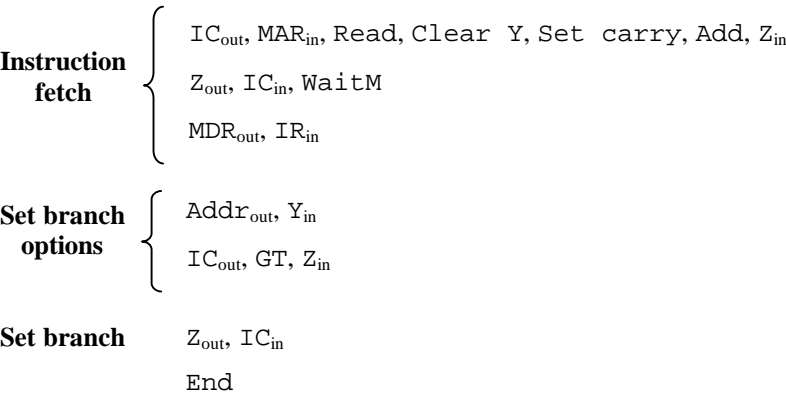 ICout, MARin, Read, Clear Y, Set carry, Add, Zin
Instruction fetch
Zout, ICin, WaitM
MDRout, IRin
Set branch options
Addrout, Yin
ICout, GT, Zin
Set branch
Zout, ICin
End